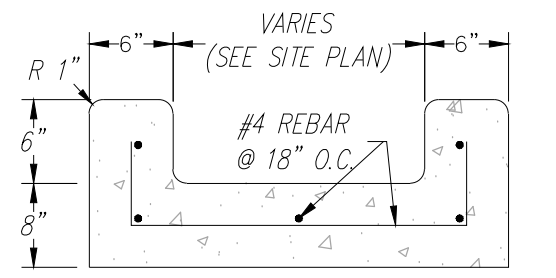 VARIES
(SEE SITE PLAN)
6"
6"
R 1"
6"
#4 REBAR
@ 18" O.C.
8"